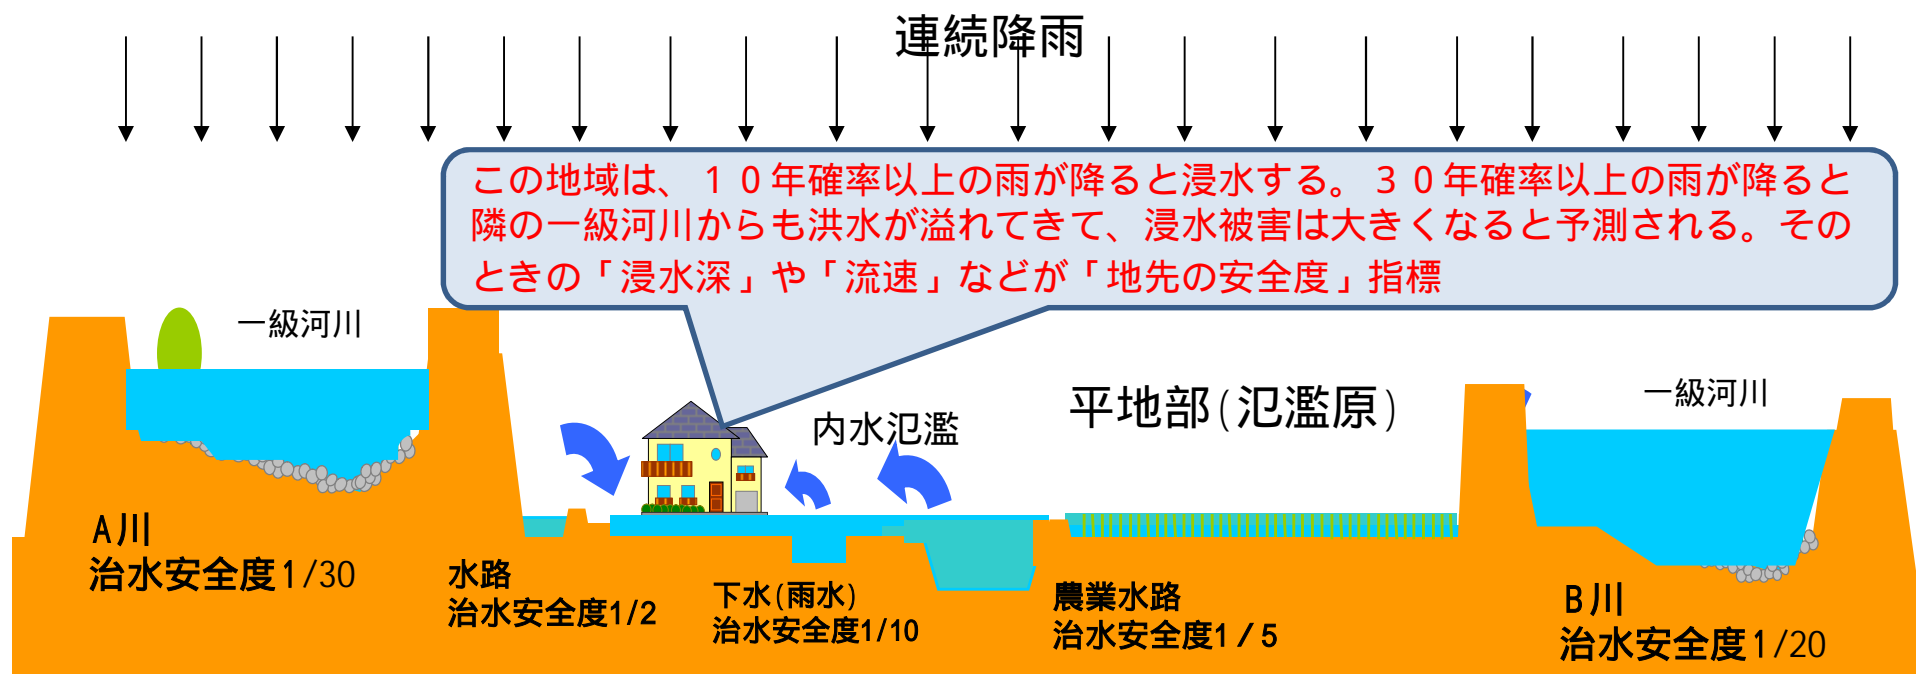 連続降雨
この地域は、１０年確率以上の雨が降ると浸水する。３０年確率以上の雨が降ると
隣の一級河川からも洪水が溢れてきて、浸水被害は大きくなると予測される。その
ときの「浸水深」や「流速」などが「地先の安全度」指標
一級河川
一級河川
平地部(氾濫原)
内水氾濫
A川
治水安全度1/30
水路
治水安全度1/2
下水(雨水)
治水安全度1/10
農業水路
治水安全度1/5
B川
治水安全度1/20